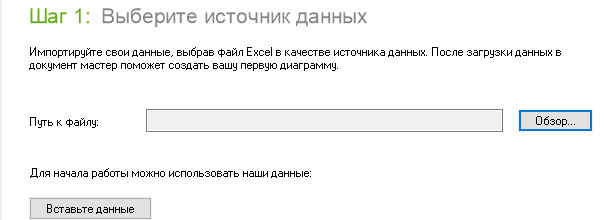 Шаг 1: Выберите источник данных
Импортируйте свои данные, выбрав файл Excel в качестве источника данных. После загрузки данных в
документ мастер поможет создать вашу первую диаграмму.
Путь к файлу:
Обзор...
Для начала работы можно использовать наши данные:
Вставьте данные